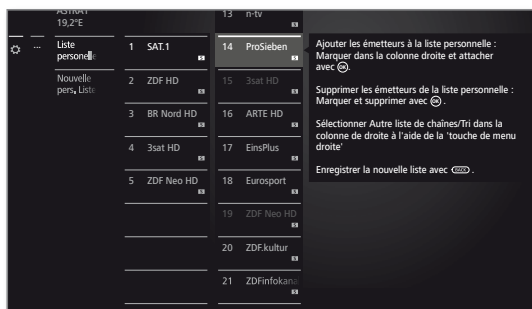 ASTRA1
19,2°E
Liste
personelle
Nouvelle
pers, Liste
1 SAT.1
S
2 ZDF HD
S
3 BR Nord HD
S
4 3sat HD
S
5 ZDF Neo HD
S
13 n-tv
S
14 ProSieben
S
15 3sat HD
S
16 ARTE HD
S
17 EinsPlus
S
18 Eurosport
S
19 ZDF Neo HD
S
20 ZDF.kultur
S
21 ZDFinfokana
S
Ajouter les émetteurs à la liste personelle :
Marquer dans la colonne droite et attacher
avec OK.
Supprimer les émetteurs de la liste personelle :
Marquer et supprimer avec OK .
Sélectionner Autre liste de chaînes/Tri dans la
colonne de droite à l'aide de la 'touche de menu
droite'
Enregistrer la nouvelle liste avec BACK .